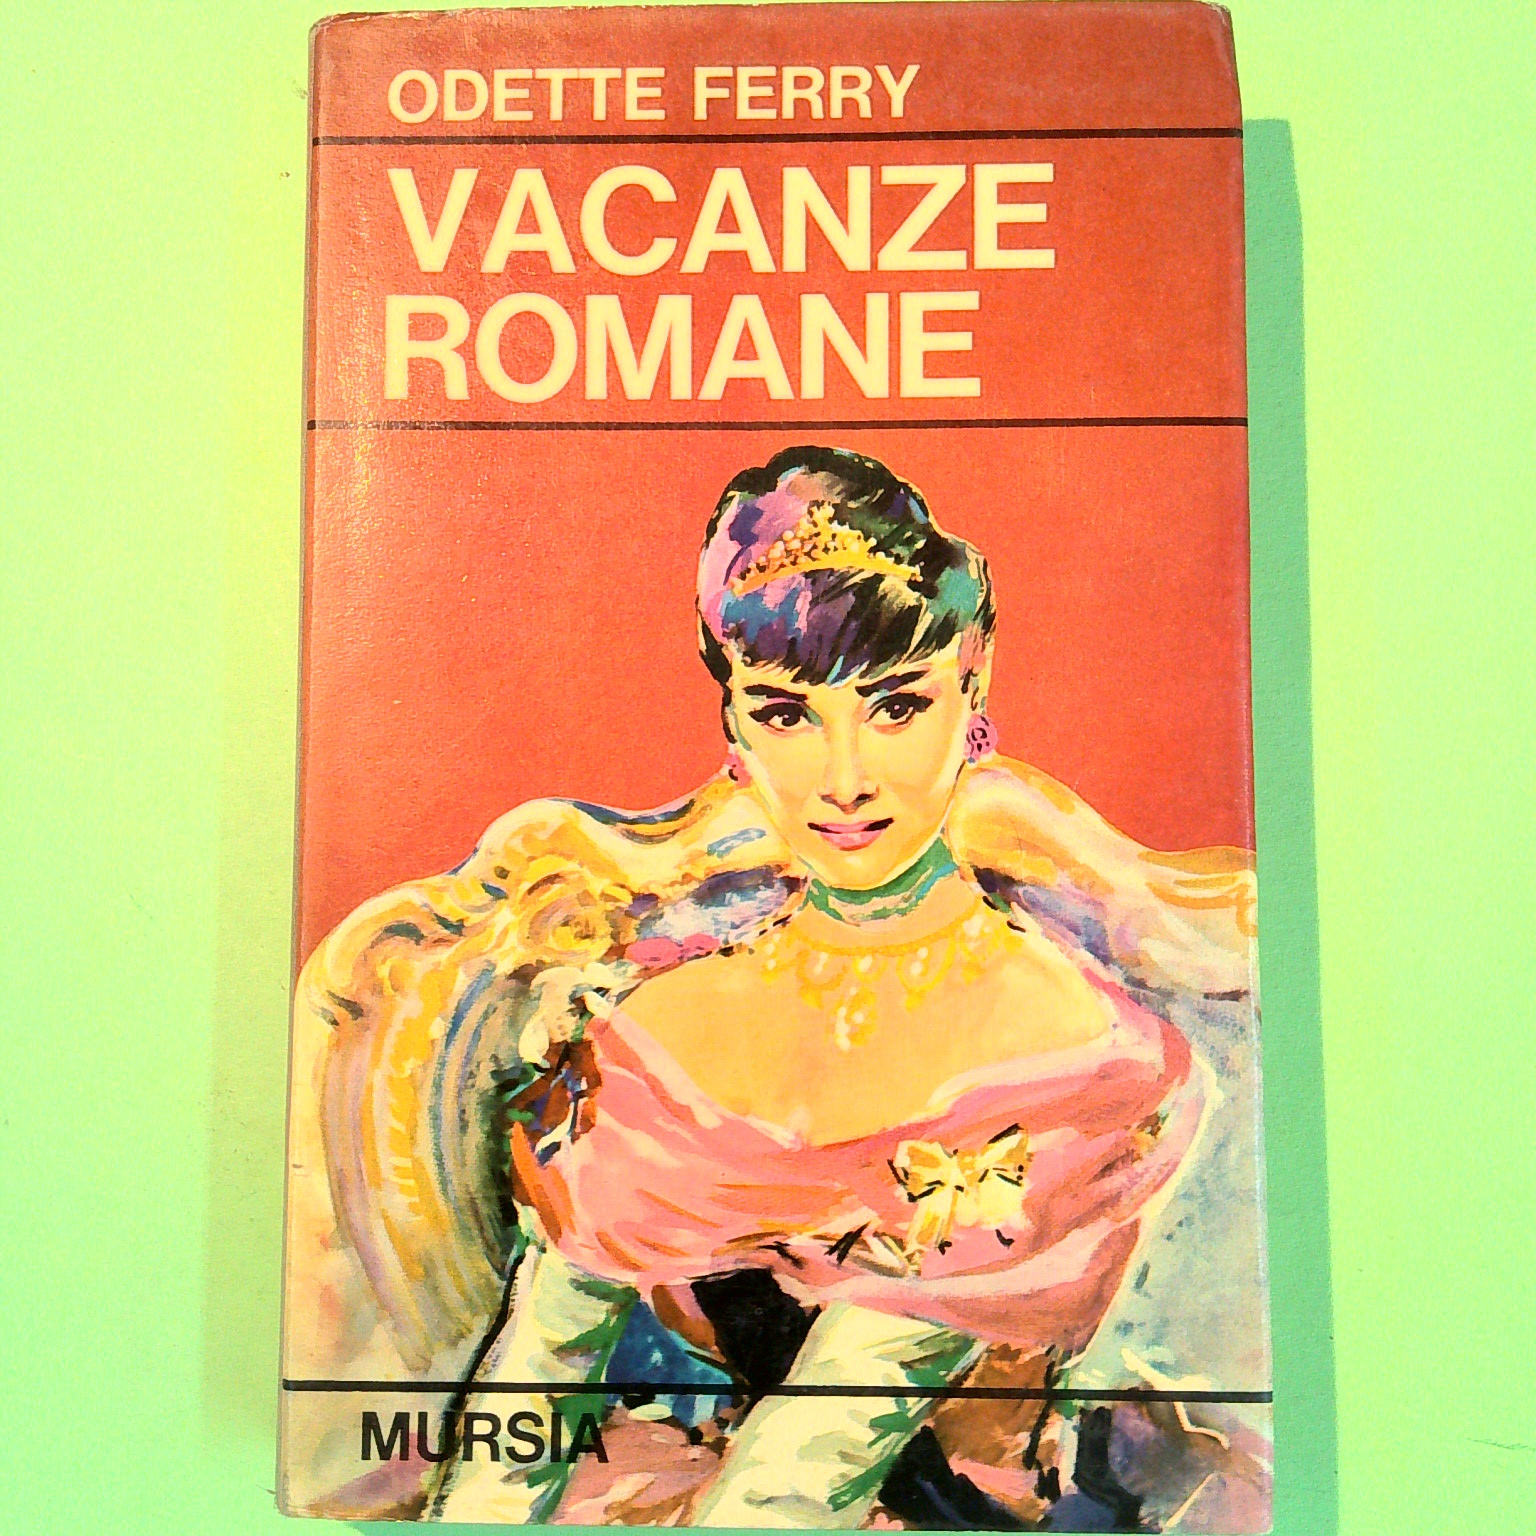 ODETTE FERRY
VACANZE
ROMANE
MURSIA